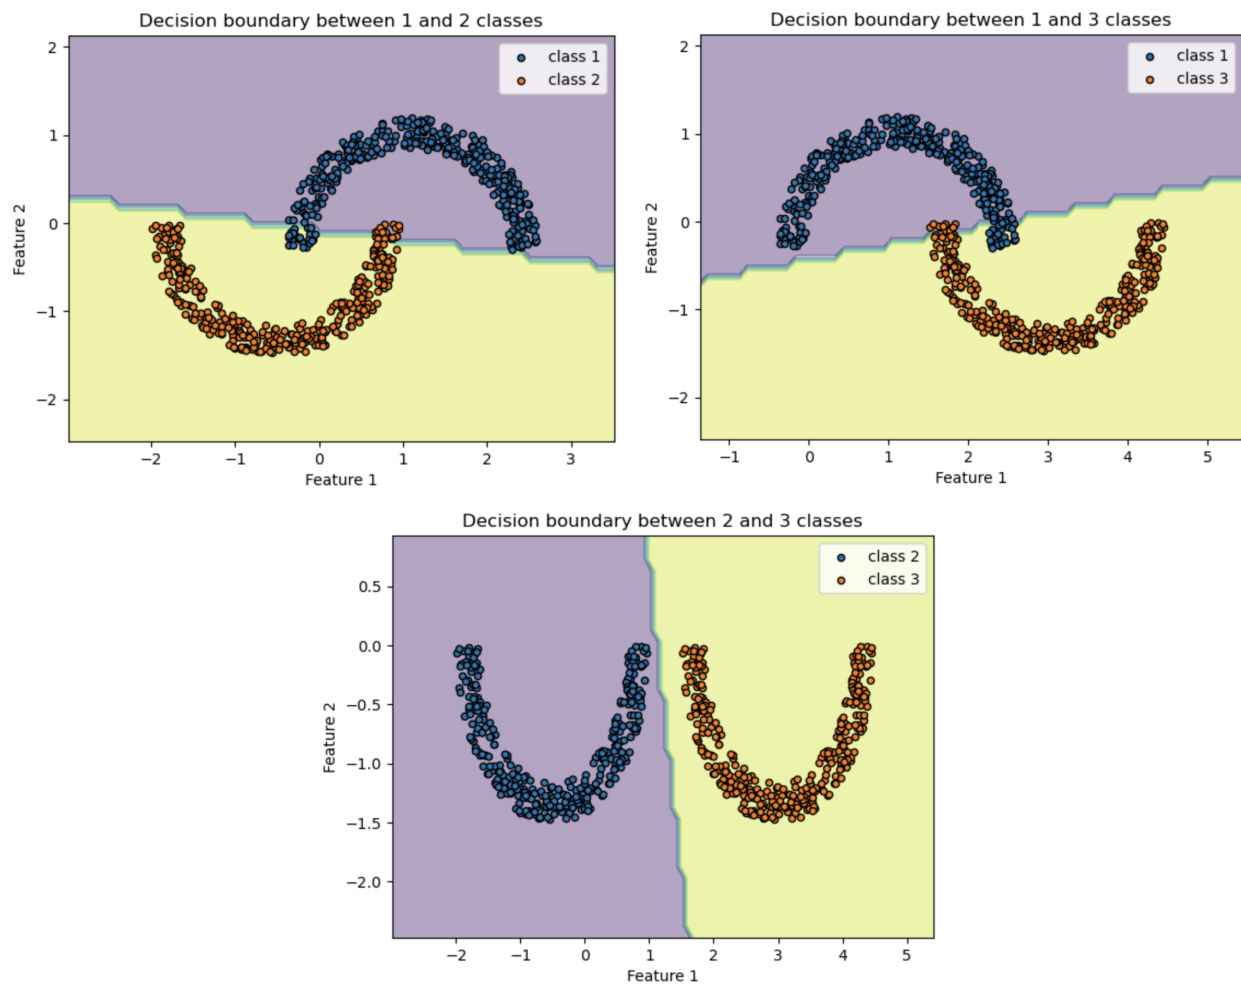 Decision boundary between 1 and 2 classes
class 1
class 2
2
1
0
−1
−2
Feature 2
−2
−1
0
1
2
3
Feature 1
Decision boundary between 1 and 3 classes
class 1
class 3
2
1
0
−1
−2
Feature 2
−1
0
1
2
3
4
5
Feature 1
Decision boundary between 2 and 3 classes
class 2
class 3
0.5
0.0
−0.5
−1.0
−1.5
−2.0
Feature 2
−2
−1
0
1
2
3
4
5
Feature 1